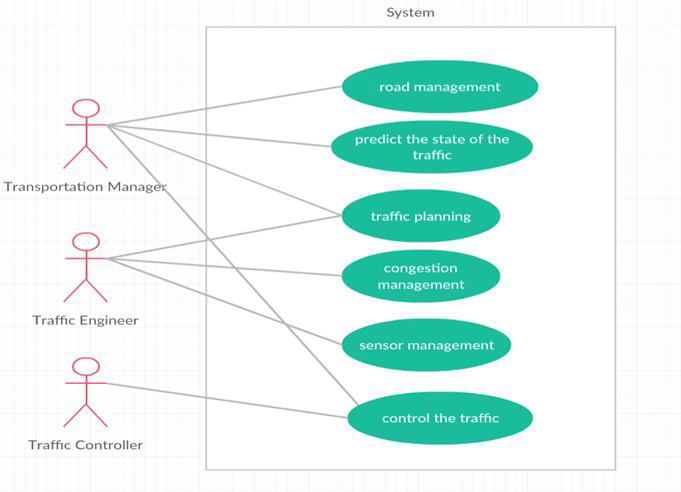 System
road management
predict the state of the
traffic
Transportation Manager
traffic planning
congestion
management
Traffic Engineer
sensor management
control the traffic
Traffic Controller